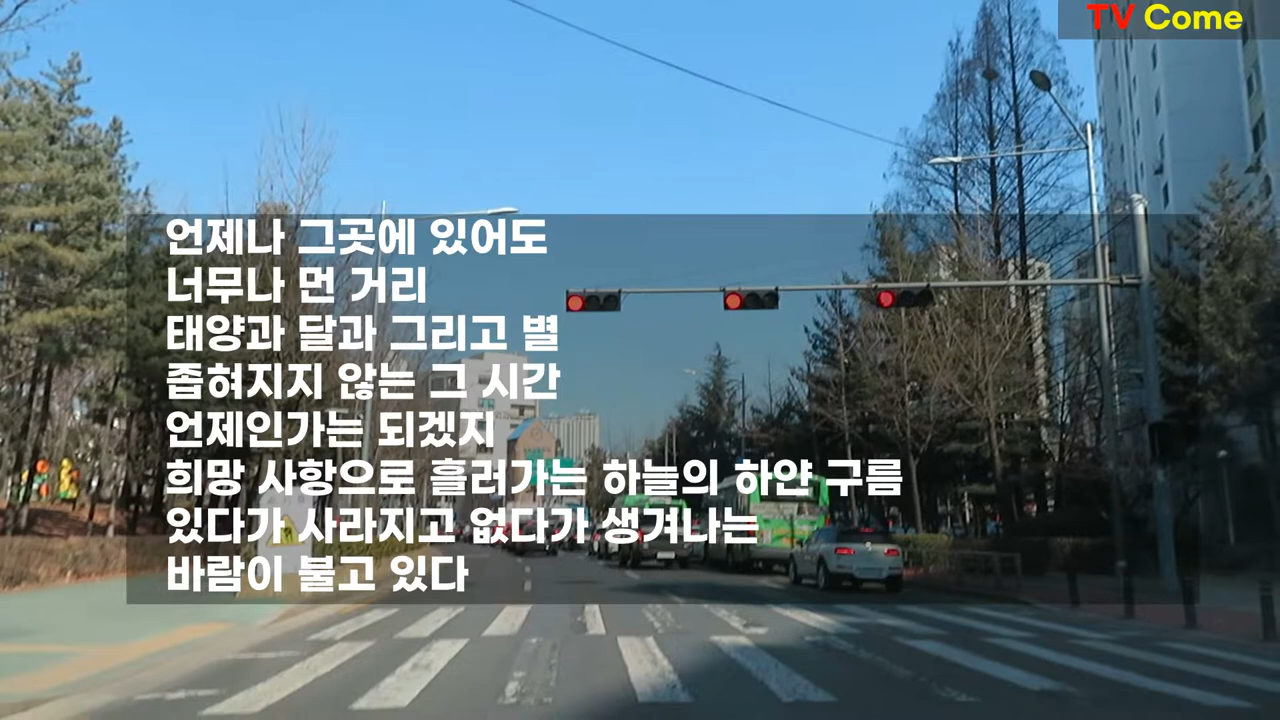 TV Come
언제나 그곳에 있어도
너무나 먼 거리
태양과 달과 그리고 별
좁혀지지 않는 그 시간
언제인가는 되겠지
희망 사항으로 흘러가는 하늘의 하얀 구름
있다가 사라지고 없다가 생겨나는
바람이 불고 있다